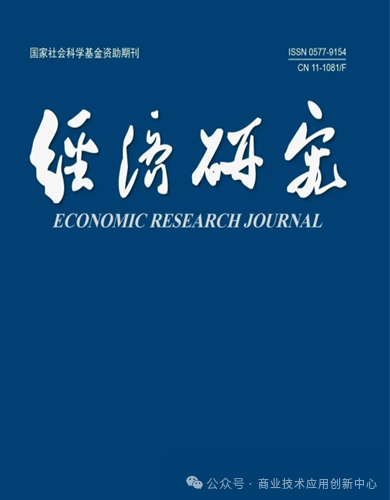 国家社会科学基金资助期刊
ISSN 0577-9154
CN 11-1081/F
經济研究
ECONOMIC RESEARCH JOURNAL
公众号·商业技术应用创新中心